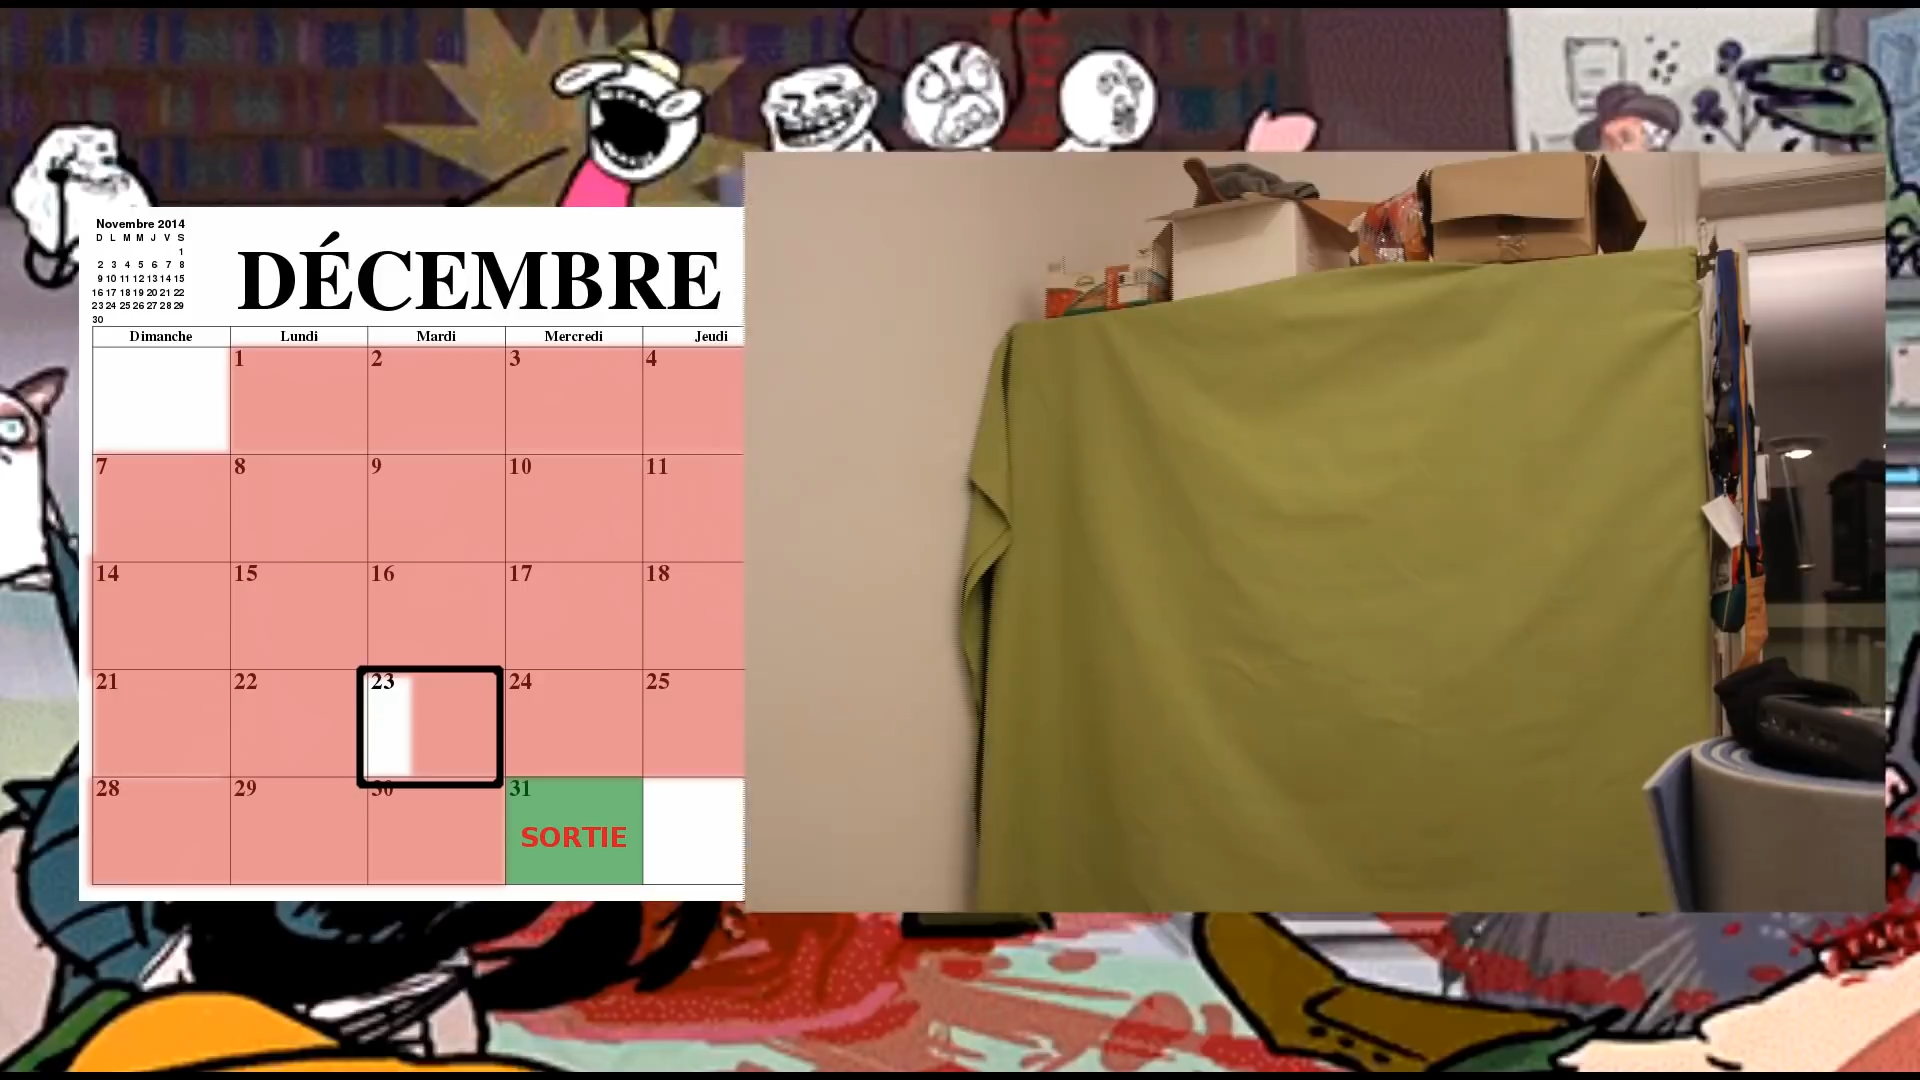 Novembre 2014
D L M M J V S
1
2 3 4 5 6 7 8
9 10 11 12 13 14 15
16 17 18 19 20 21 22
23 24 25 26 27 28 29
30
DÉCEMBRE
Dimanche Lundi Mardi Mercredi Jeudi
1 2 3 4
7 8 9 10 11
14 15 16 17 18
21 22 23 24 25
28 29 30 31
SORTIE